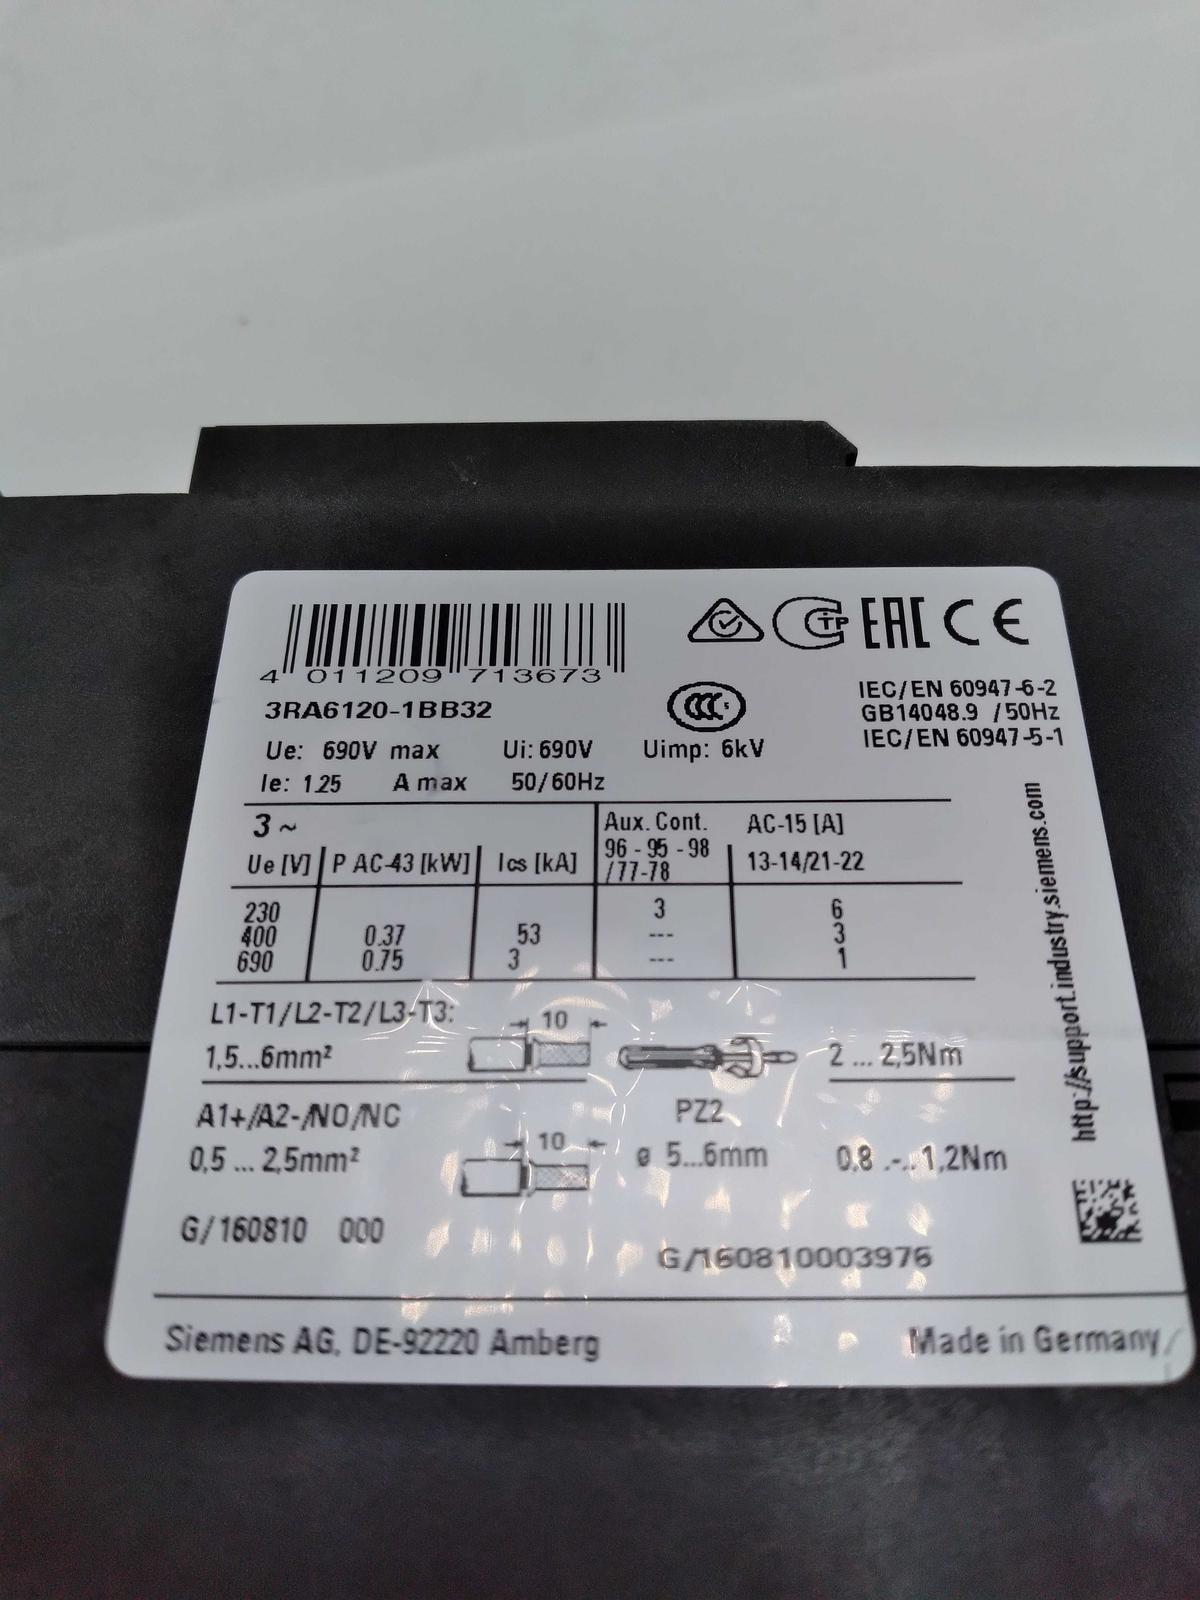 4 011209 713673
TP
EAC CE
3RA6120-1BB32
CCC S
IEC/EN 60947-6-2
GB14048.9 /50Hz
IEC/EN 60947-5-1
Ue: 690V max Ui: 690V Uimp: 6kV
Ie: 1.25 A max 50/60Hz
3 ~
Aux. Cont. AC-15 [A]
Ue [V] P AC-43 [kW] Ics [kA] 96 - 95 - 98 13-14/21-22
/77-78
230 3 6
400 0.37 53 --- 3
690 0.75 3 --- 1
L1-T1/L2-T2/L3-T3:
1,5...6mm² 10 2 ... 2,5Nm
A1+/A2-/NO/NC PZ2
0,5 ... 2,5mm² 10 ø 5...6mm 0,8 ... 1,2Nm
G/160810 000
G/160810003976
http://support.industry.siemens.com
Siemens AG, DE-92220 Amberg Made in Germany